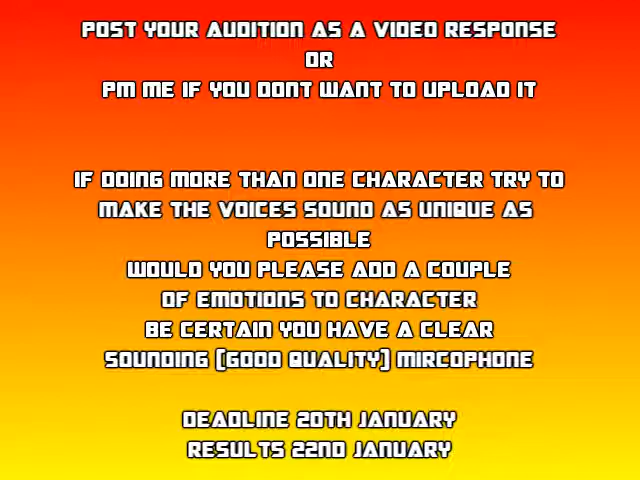 POST YOUR AUDITION AS A VIDEO RESPONSE
OR
PM ME IF YOU DONT WANT TO UPLOAD IT
IF DOING MORE THAN ONE CHARACTER TRY TO
MAKE THE VOICES SOUND AS UNIQUE AS
POSSIBLE
WOULD YOU PLEASE ADD A COUPLE
OF EMOTIONS TO CHARACTER
BE CERTAIN YOU HAVE A CLEAR
SOUNDING (GOOD QUALITY) MIRCOPHONE
DEADLINE 20TH JANUARY
RESULTS 22ND JANUARY